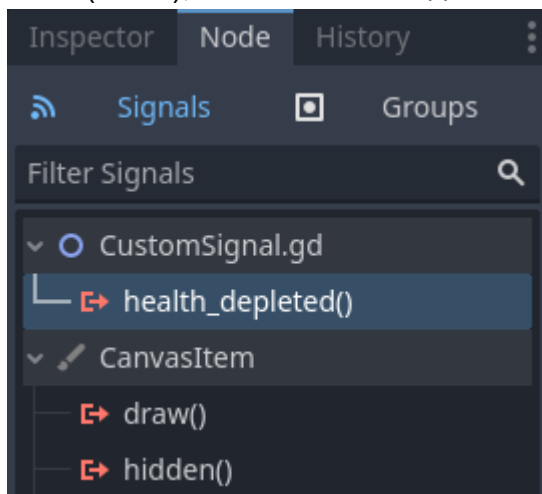 Inspector Node History
Signals Groups
Filter Signals
CustomSignal.gd
health_depleted()
CanvasItem
draw()
hidden()